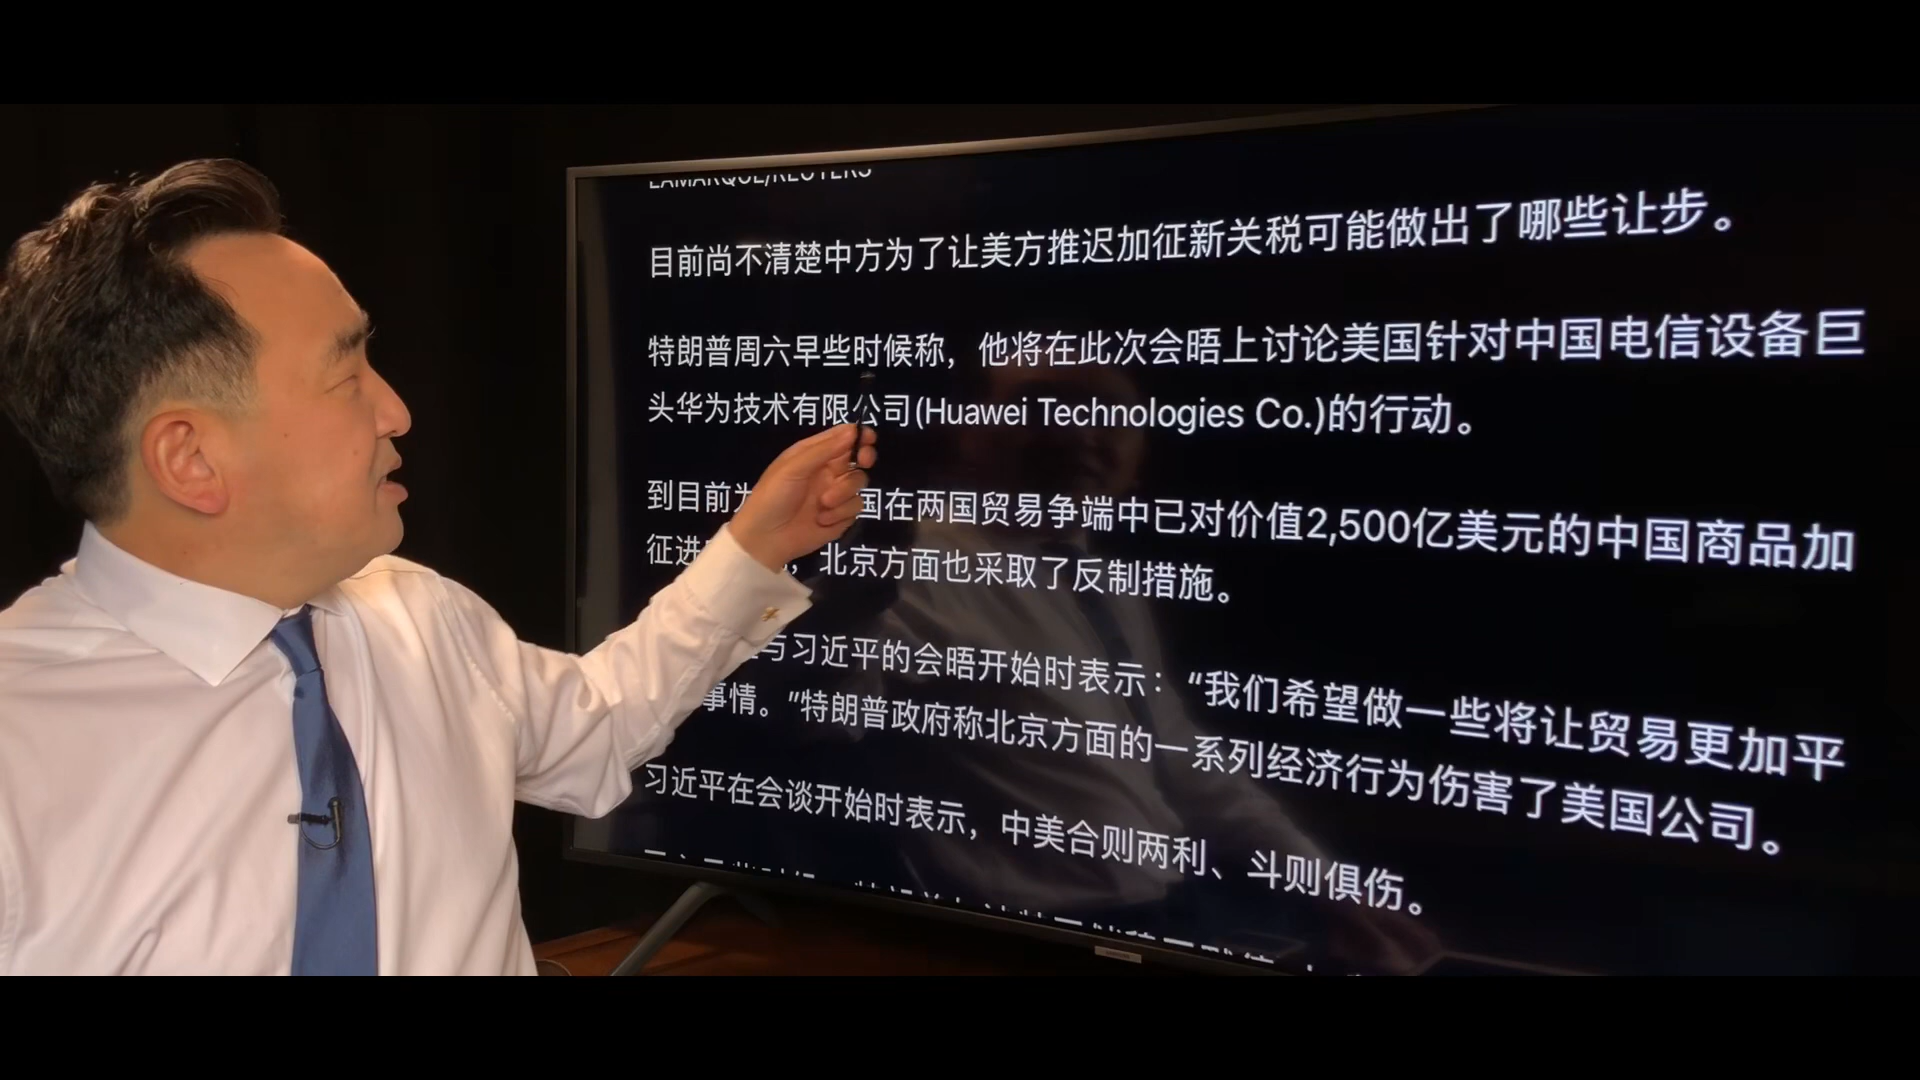 LAMARQUE/REUTERS
目前尚不清楚中方为了让美方推迟加征新关税可能做出了哪些让步。
特朗普周六早些时候称，他将在此次会晤上讨论美国针对中国电信设备巨
头华为技术有限公司(Huawei Technologies Co.)的行动。
到目前 国在两国贸易争端中已对价值2,500亿美元的中国商品加
征进 ，北京方面也采取了反制措施。
与习近平的会晤开始时表示：“我们希望做一些将让贸易更加平
事情。”特朗普政府称北京方面的一系列经济行为伤害了美国公司。
习近平在会谈开始时表示，中美合则两利、斗则俱伤。